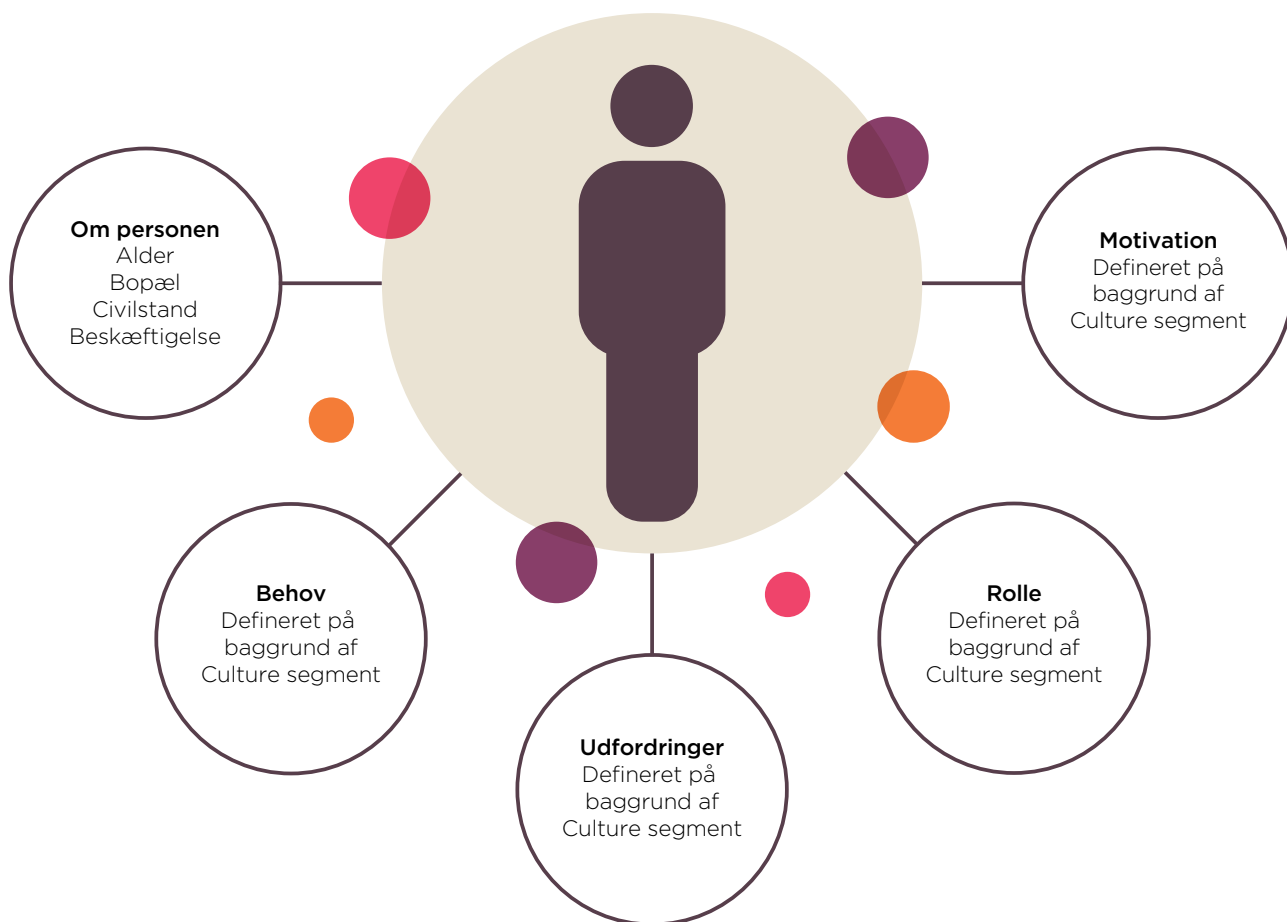 Om personen
Alder
Bopæl
Civilstand
Beskæftigelse
Motivation
Defineret på
baggrund af
Culture segment
Behov
Defineret på
baggrund af
Culture segment
Rolle
Defineret på
baggrund af
Culture segment
Udfordringer
Defineret på
baggrund af
Culture segment